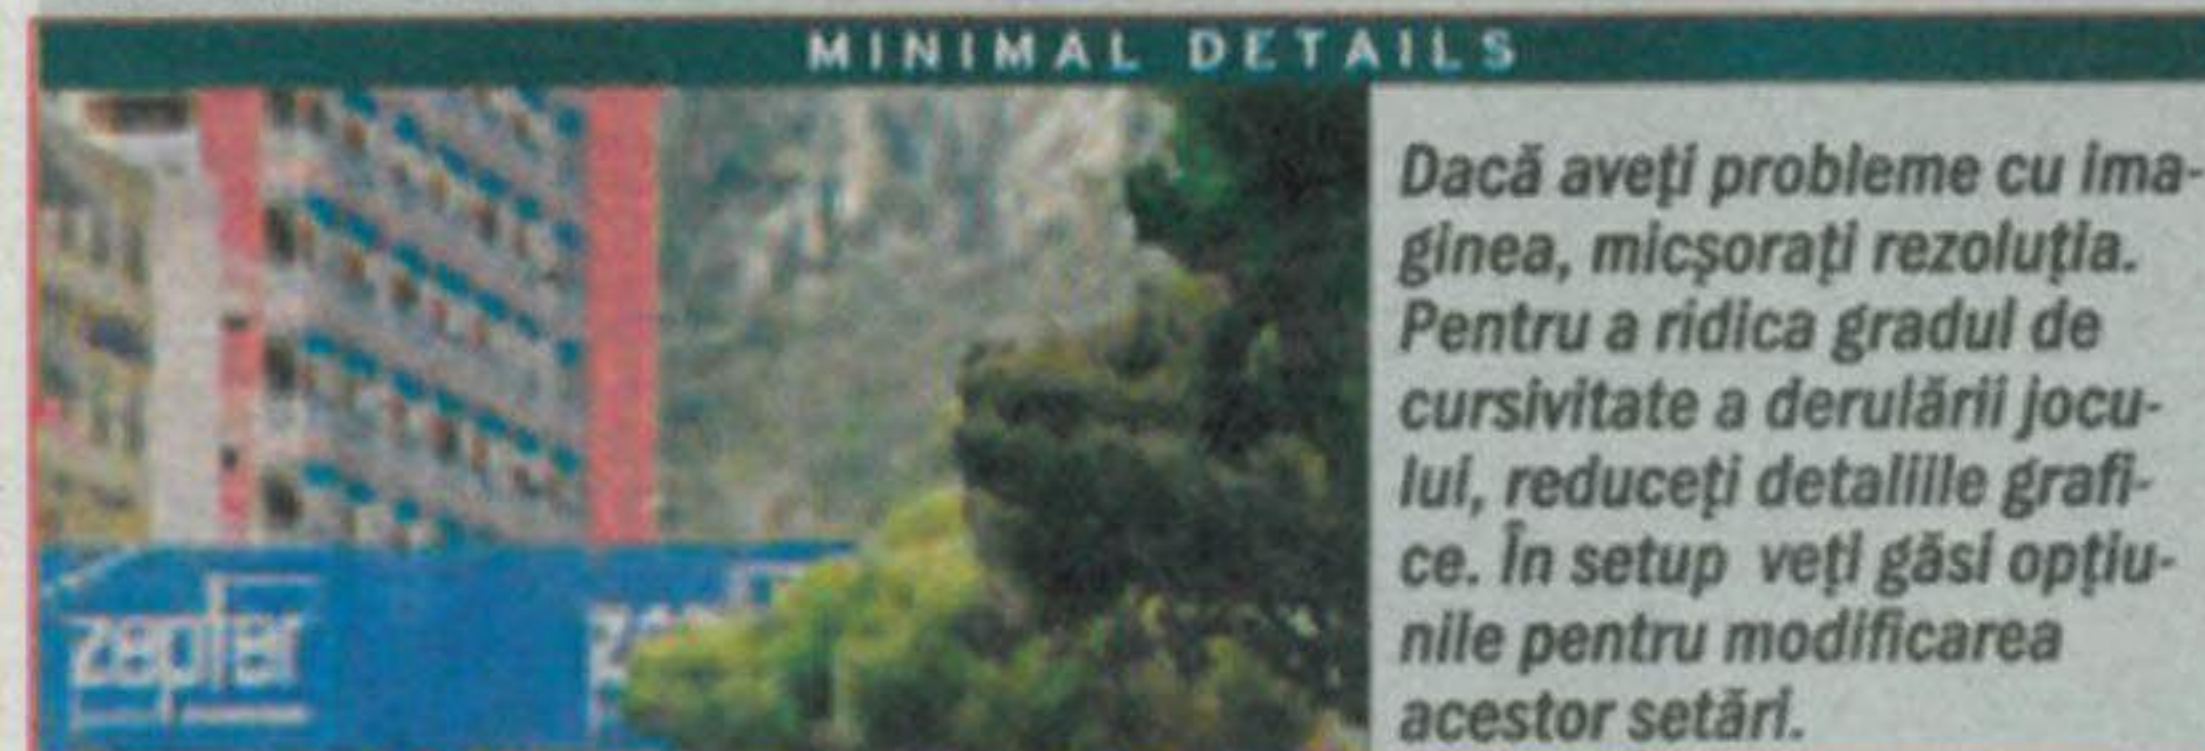 MINIMAL DETAILS
Dacă aveţi probleme cu ima-
ginea, micşoraţi rezoluţia.
Pentru a ridica gradul de
cursivitate a derulării jocu-
lui, reduceţi detaliile grafi-
ce. În setup veţi găsi opţiu-
nile pentru modificarea
acestor setări.
zepter